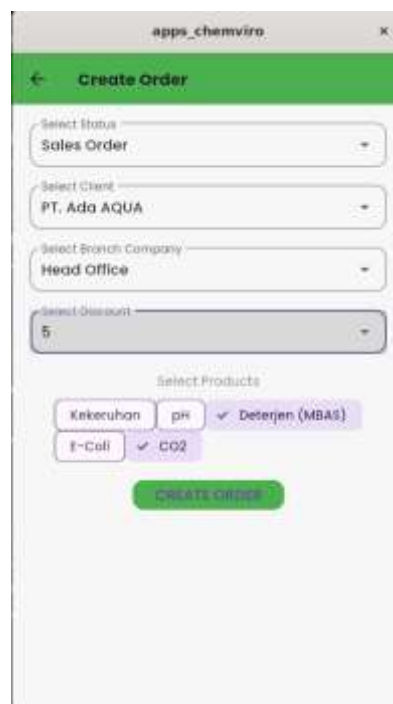 apps_chemviro ×
← Create Order
Select Status
Sales Order
Select Client
PT. Ada AQUA
Select Branch Company
Head Office
Select Discount
5
Select Products
Kekeruhan pH ✓ Deterjen (MBAS)
E-Coli ✓ CO2
CREATE ORDER